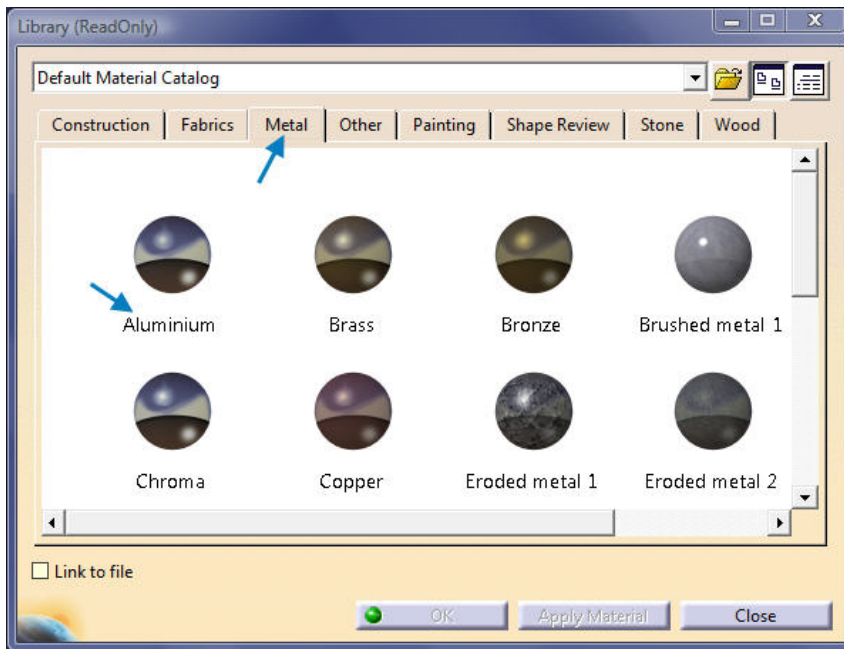 Library (ReadOnly)
Default Material Catalog
Construction Fabrics Metal Other Painting Shape Review Stone Wood
Aluminium Brass Bronze Brushed metal 1
Chroma Copper Eroded metal 1 Eroded metal 2
Link to file
OK Apply Material Close